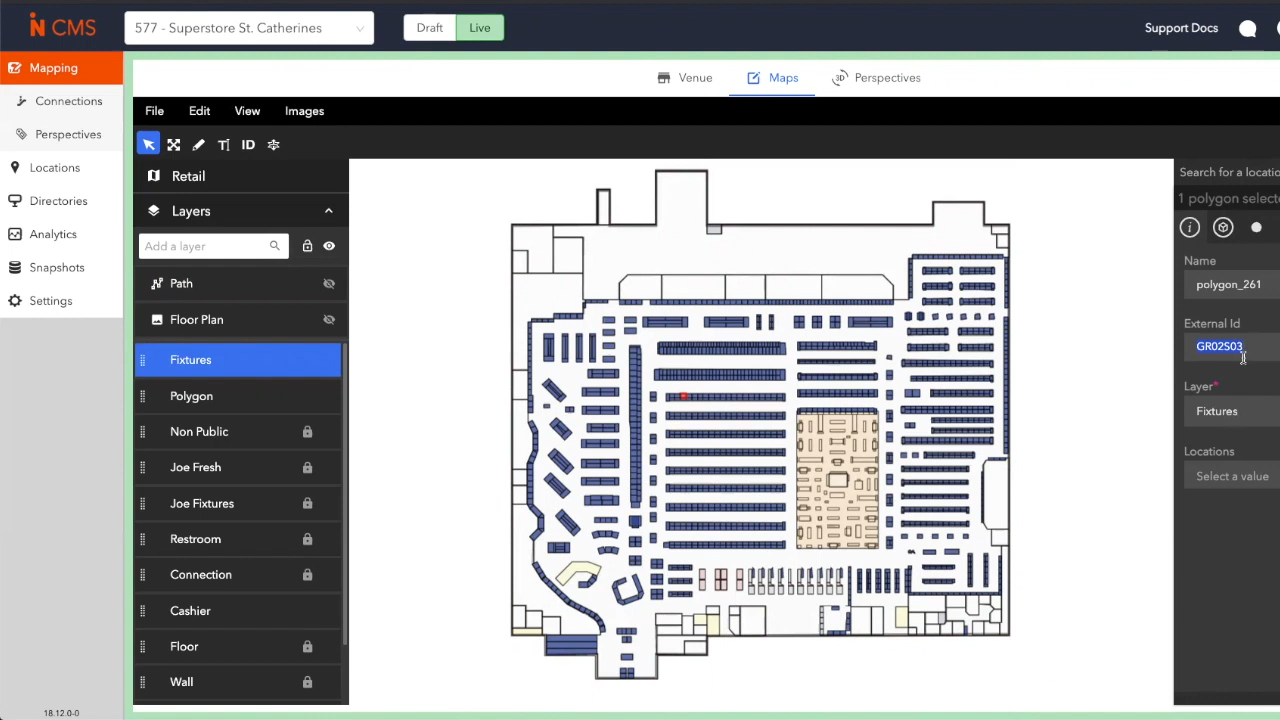 CMS
577 - Superstore St. Catherines
Draft
Live
Support Docs
Mapping
Connections
Perspectives
Locations
Directories
Analytics
Snapshots
Settings
18.12.0-0
Venue
Maps
3D
Perspectives
File
Edit
View
Images
T
ID
Retail
Layers
Add a layer
Path
Floor Plan
Fixtures
Polygon
Non Public
Joe Fresh
Joe Fixtures
Restroom
Connection
Cashier
Floor
Wall
Search for a locatio
1 polygon selecte
Name
polygon_261
External Id
GR02S03
Layer*
Fixtures
Locations
Select a value